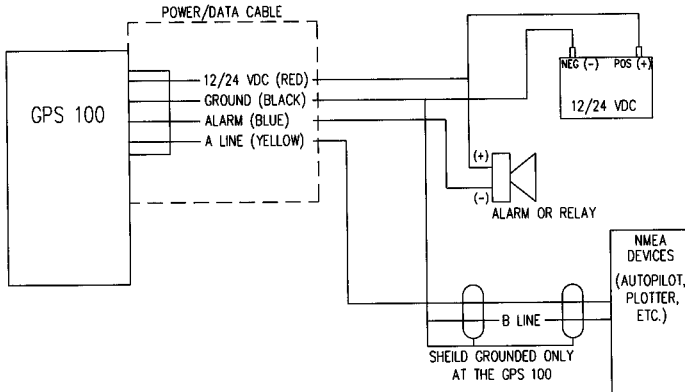 POWER/DATA CABLE
GPS 100
12/24 VDC (RED)
GROUND (BLACK)
ALARM (BLUE)
A LINE (YELLOW)
NEG (-) POS (+)
12/24 VDC
(+)
(-)
ALARM OR RELAY
NMEA
DEVICES
(AUTOPILOT,
PLOTTER,
ETC.)
B LINE
SHEILD GROUNDED ONLY
AT THE GPS 100